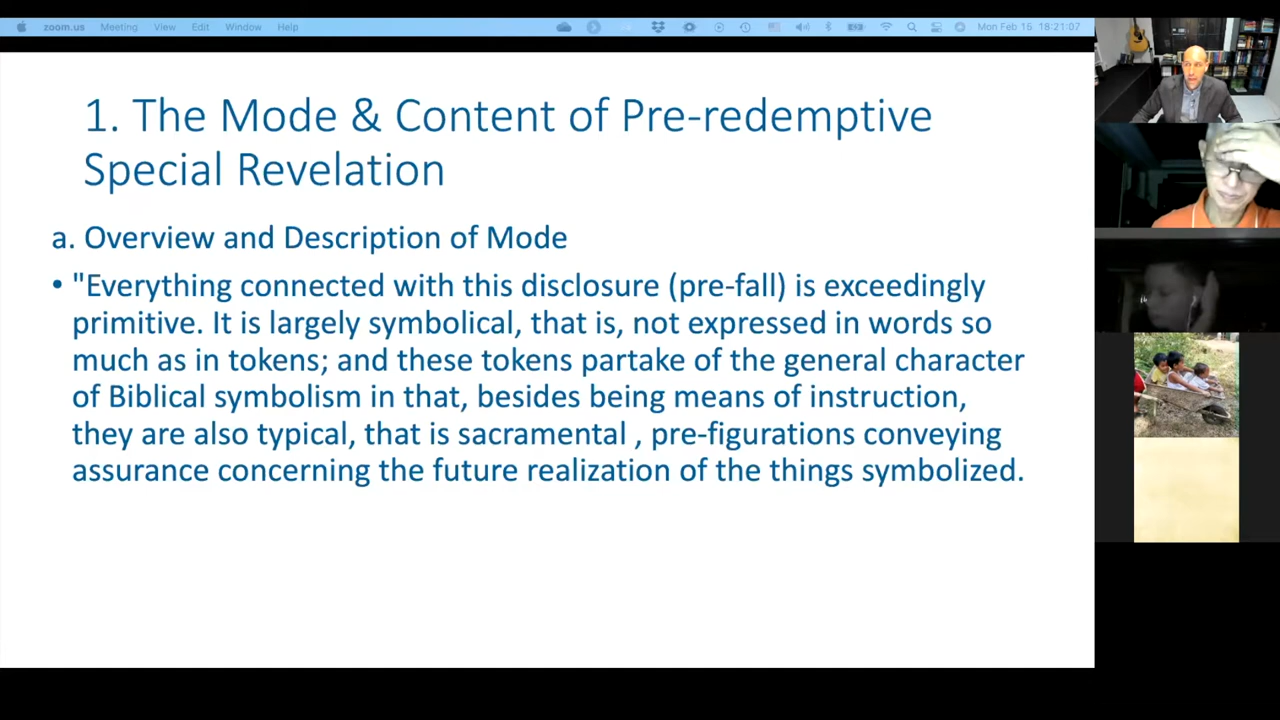 zoom.us Meeting View Edit Window Help Mon Feb 16 18:21:07
1. The Mode & Content of Pre-redemptive
Special Revelation
a. Overview and Description of Mode
• "Everything connected with this disclosure (pre-fall) is exceedingly
primitive. It is largely symbolical, that is, not expressed in words so
much as in tokens; and these tokens partake of the general character
of Biblical symbolism in that, besides being means of instruction,
they are also typical, that is sacramental , pre-figurations conveying
assurance concerning the future realization of the things symbolized.